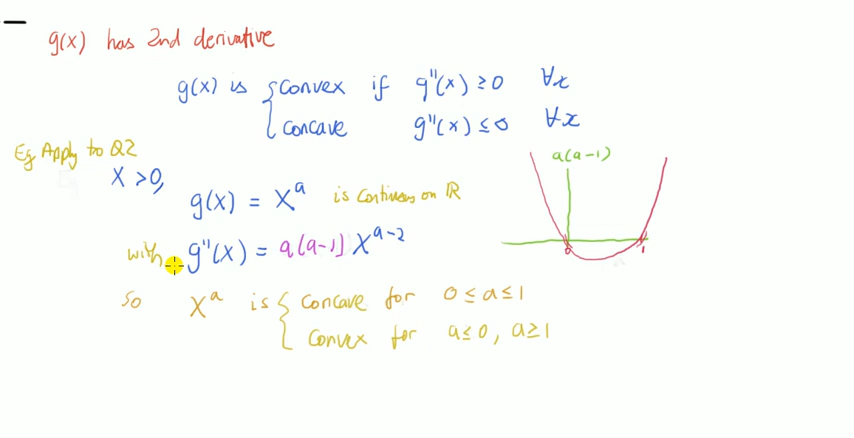 g(x) has 2nd derivative
g(x) is { convex if g"(x) ≥ 0 ∀x
concave g"(x) ≤ 0 ∀x
Eg Apply to Q2
X > 0,
g(x) = X^a is continues on ℝ
with g"(x) = a(a-1) X^(a-2)
So X^a is { concave for 0 ≤ a ≤ 1
convex for a ≤ 0, a ≥ 1
a(a-1)
0 1